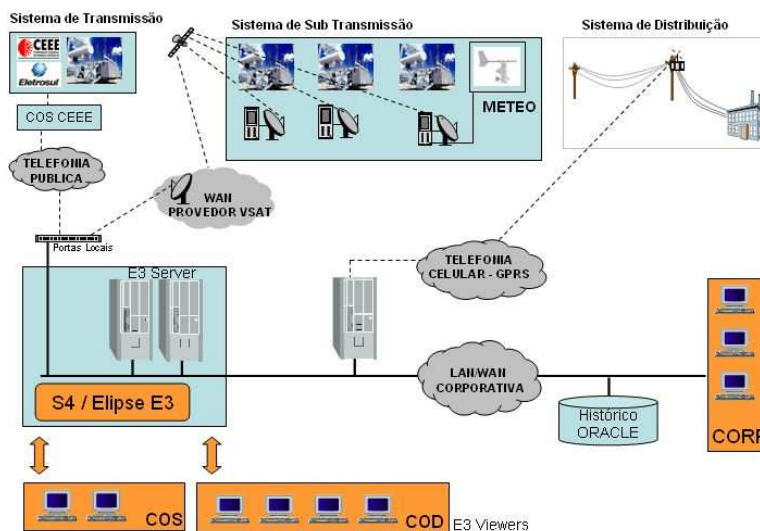 Sistema de Transmissão
Sistema de Sub Transmissão
Sistema de Distribuição
CEEE
Eletrosul
COS CEEE
METEO
TELEFONIA
PUBLICA
WAN
PROVEDOR VSAT
Portas Locais
E3 Server
TELEFONIA
CELULAR - GPRS
LAN/WAN
CORPORATIVA
S4 / Elipse E3
Histórico
ORACLE
CORP
COS
COD
E3 Viewers